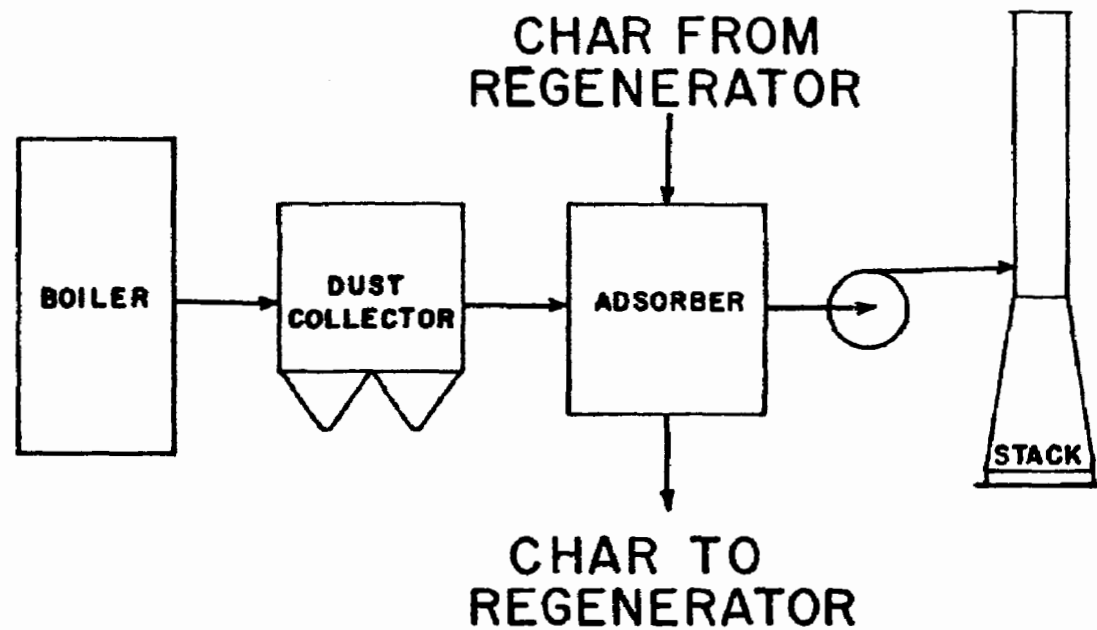 CHAR FROM
REGENERATOR
BOILER
DUST
COLLECTOR
ADSORBER
STACK
CHAR TO
REGENERATOR